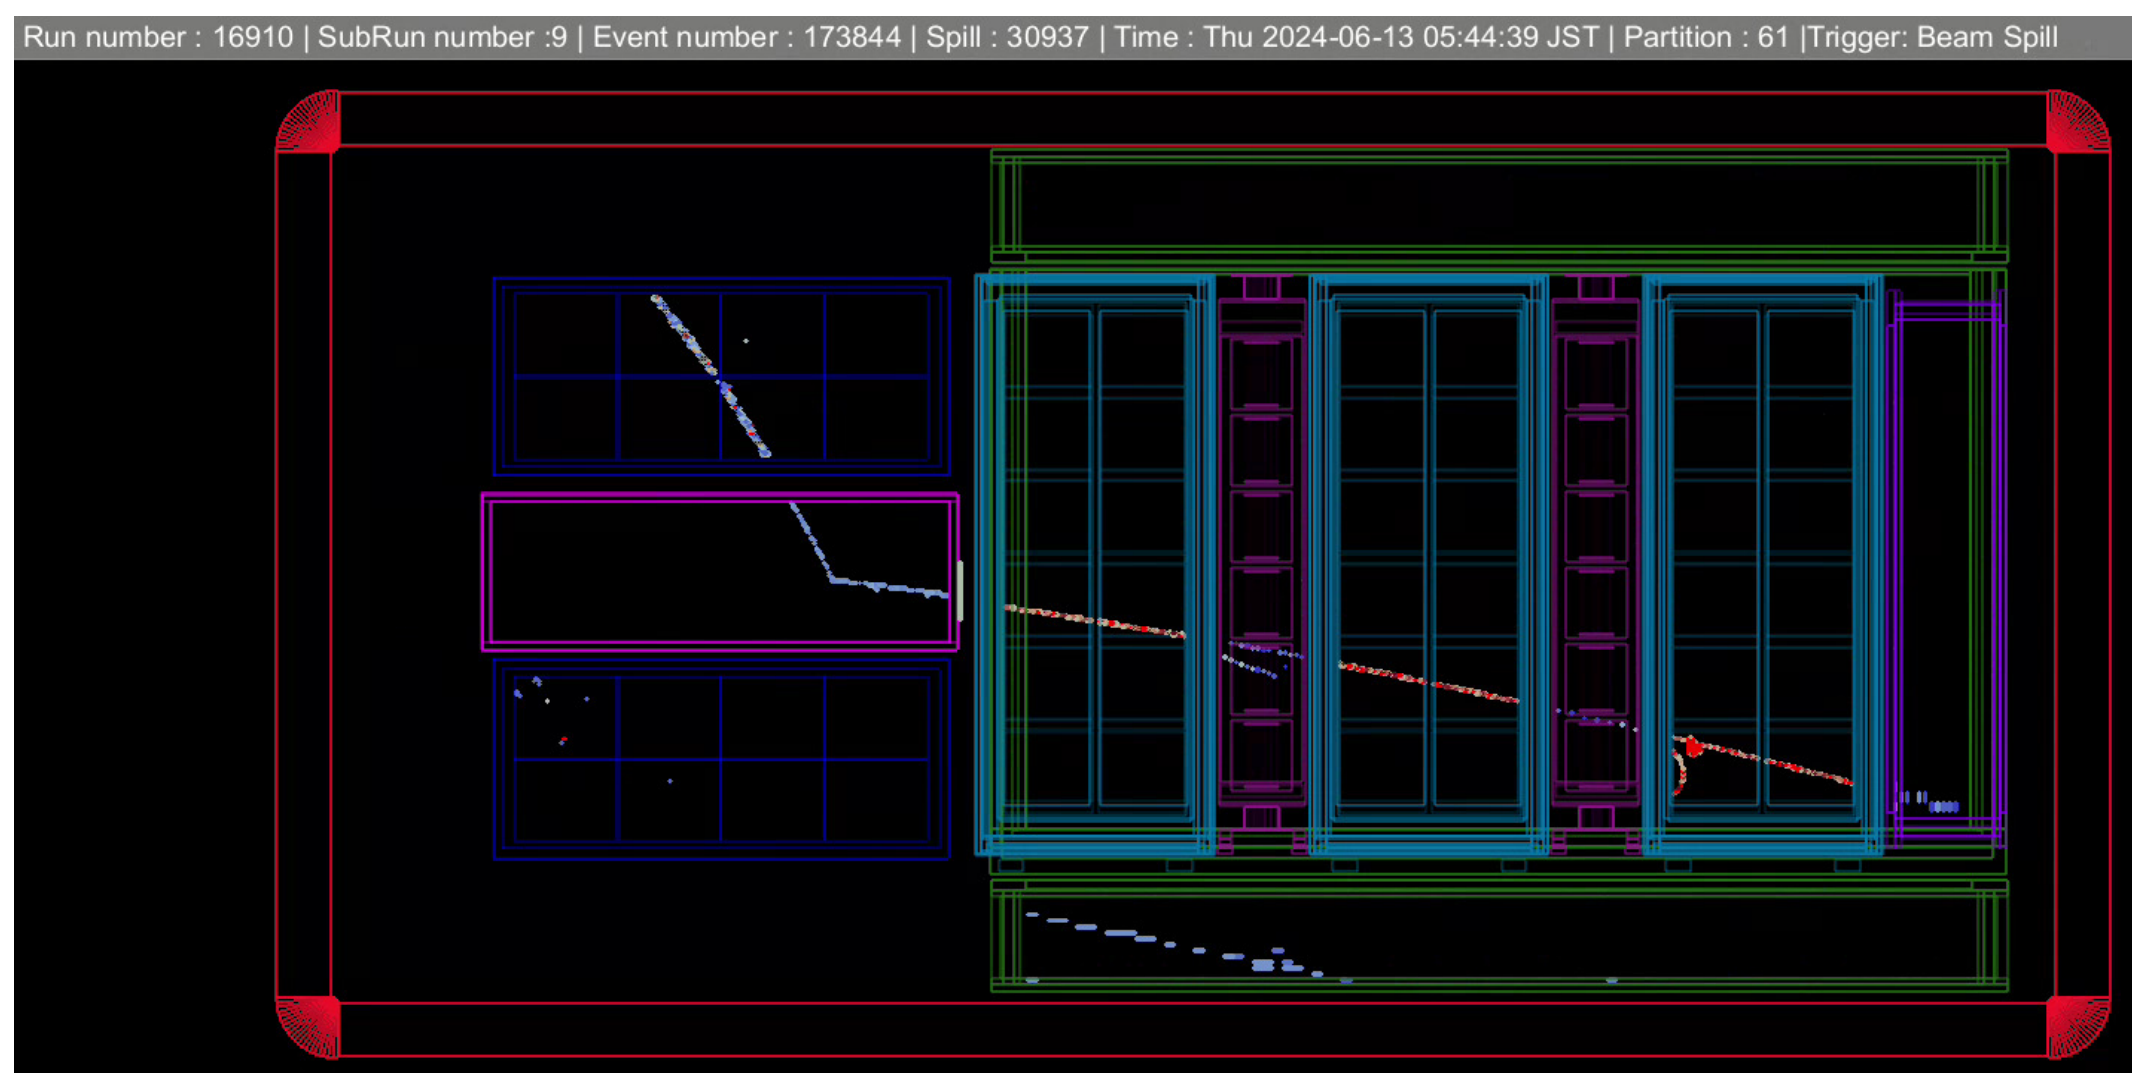 Run number : 16910 | SubRun number :9 | Event number : 173844 | Spill : 30937 | Time : Thu 2024-06-13 05:44:39 JST | Partition : 61 |Trigger: Beam Spill